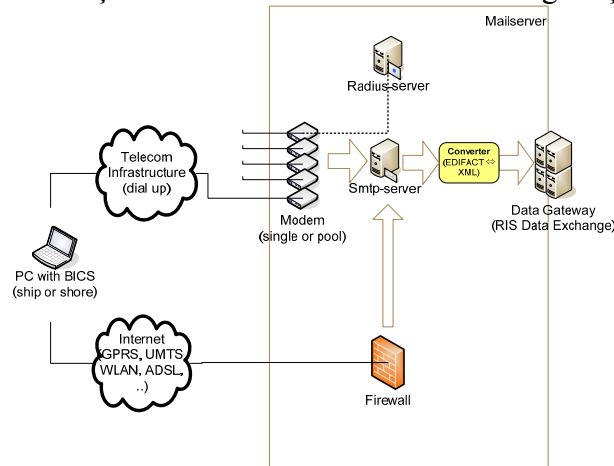 Mailserver
Radius-server
Telecom
Infrastructure
(dial up)
Converter
(EDIFACT ⇔
XML)
Smtp-server
Modem
(single or pool)
Data Gateway
(RIS Data Exchange)
PC with BICS
(ship or shore)
Internet
(GPRS, UMTS
WLAN, ADSL,
..)
Firewall